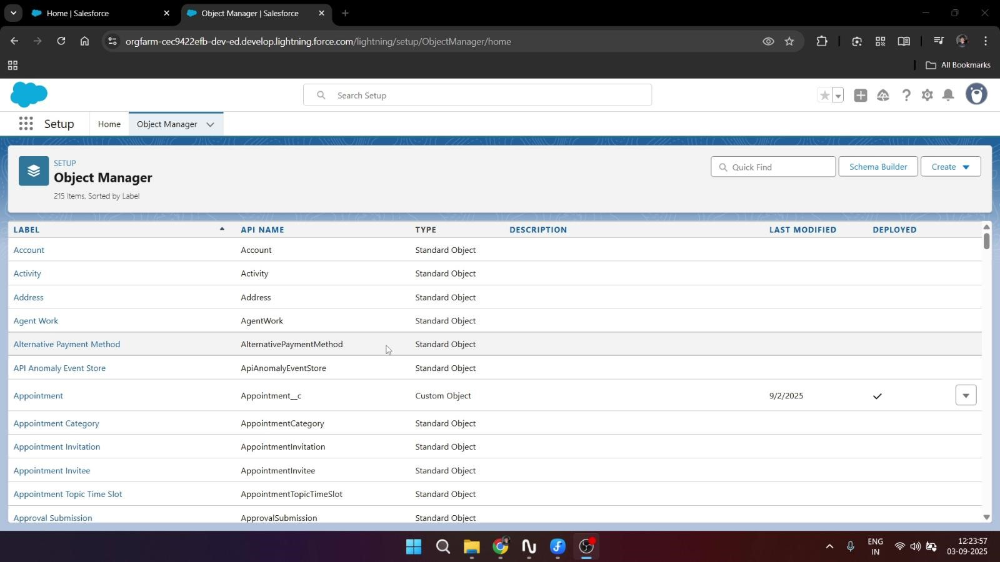 Home | Salesforce
Object Manager | Salesforce
orgfarm-cec9422efb-dev-ed.develop.lightning.force.com/lightning/setup/ObjectManager/home
All Bookmarks
Search Setup
Setup
Home
Object Manager
SETUP
Object Manager
215 Items, Sorted by Label
Quick Find
Schema Builder
Create
LABEL API NAME TYPE DESCRIPTION LAST MODIFIED DEPLOYED
Account Account Standard Object
Activity Activity Standard Object
Address Address Standard Object
Agent Work AgentWork Standard Object
Alternative Payment Method AlternativePaymentMethod Standard Object
API Anomaly Event Store ApiAnomalyEventStore Standard Object
Appointment Appointment__c Custom Object 9/2/2025
Appointment Category AppointmentCategory Standard Object
Appointment Invitation AppointmentInvitation Standard Object
Appointment Invitee AppointmentInvitee Standard Object
Appointment Topic Time Slot AppointmentTopicTimeSlot Standard Object
Approval Submission ApprovalSubmission Standard Object
ENG
IN
12:23:57
03-09-2025